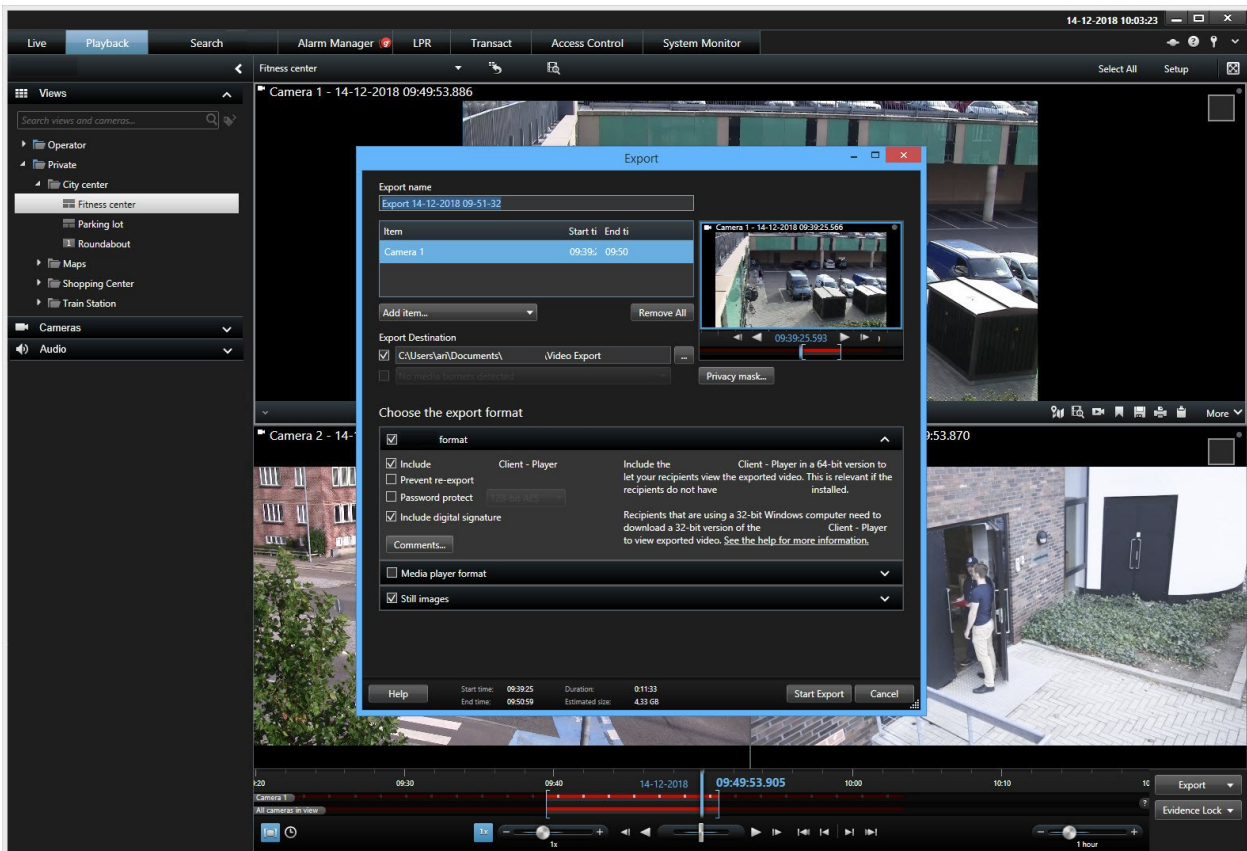 14-12-2018 10:03:23
Live Playback Search Alarm Manager LPR Transact Access Control System Monitor
Fitness center
Select All Setup
Views
Search views and cameras...
Operator
Private
City center
Fitness center
Parking lot
1 Roundabout
Maps
Shopping Center
Train Station
Cameras
Audio
Camera 1 - 14-12-2018 09:49:53.886
Export
Export name
Export 14-12-2018 09-51-32
Item Start ti End ti
Camera 1 09:39: 09:50
Add item... Remove All
Camera 1 - 14-12-2018 09:39:25.566
09:39:25.593
Privacy mask...
Export Destination
C:\Users\ari\Documents\ \Video Export ...
No media burners detected
Choose the export format
format
Include Client - Player
Prevent re-export
Password protect
Include digital signature
Comments...
Include the Client - Player in a 64-bit version to
let your recipients view the exported video. This is relevant if the
recipients do not have installed.
Recipients that are using a 32-bit Windows computer need to
download a 32-bit version of the Client - Player
to view exported video. See the help for more information.
Media player format
Still images
Help
Start time: 09:39:25 Duration: 0:11:33
End time: 09:50:59 Estimated size: 4,33 GB
Start Export Cancel
More
Camera 2 - 14-
9:53.870
:20 09:30 09:40 14-12-2018 09:49:53.905 10:00 10:10
Camera 1
All cameras in view
Export
Evidence Lock
1x
1x
1 hour